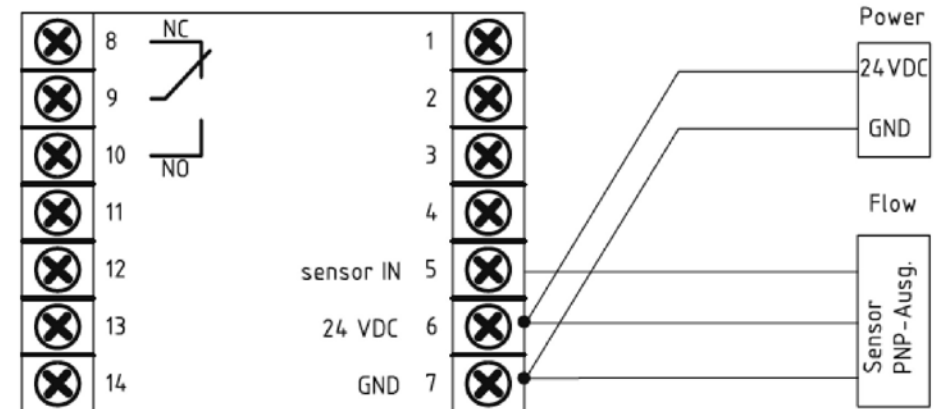 Power
8 NC 1
24VDC
9 2
GND
10 NO 3
11 4
Flow
12 sensor IN 5
13 24 VDC 6
14 GND 7
Sensor
PNP-Ausg.